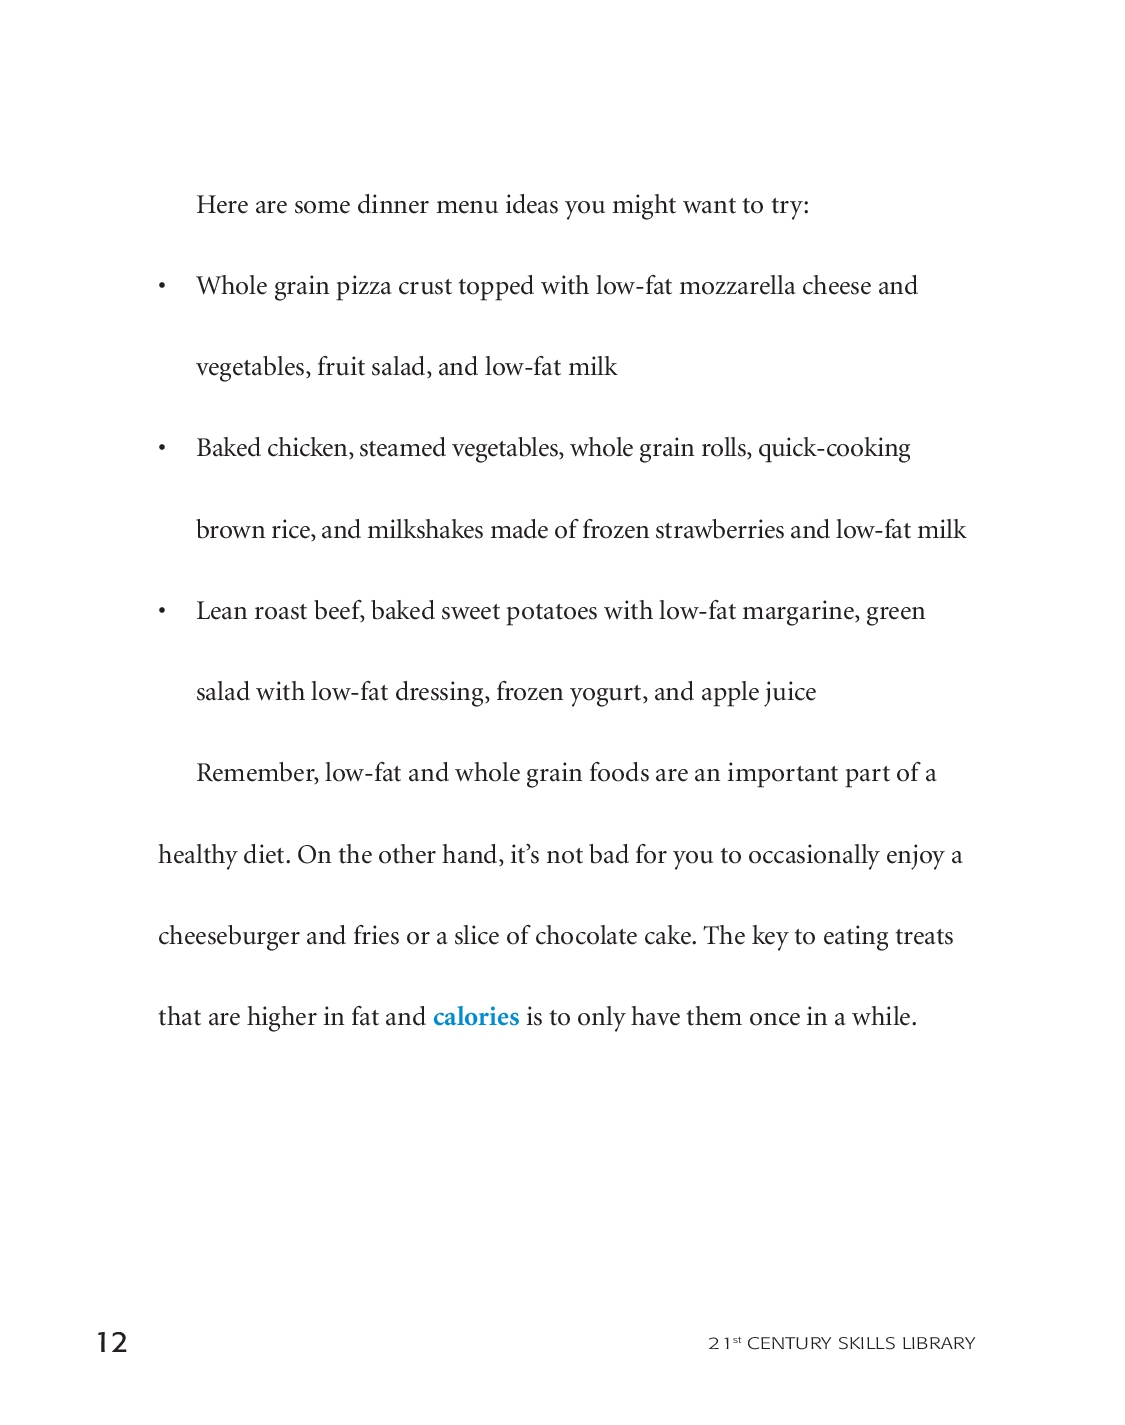 Here are some dinner menu ideas you might want to try:
• Whole grain pizza crust topped with low-fat mozzarella cheese and
vegetables, fruit salad, and low-fat milk
• Baked chicken, steamed vegetables, whole grain rolls, quick-cooking
brown rice, and milkshakes made of frozen strawberries and low-fat milk
• Lean roast beef, baked sweet potatoes with low-fat margarine, green
salad with low-fat dressing, frozen yogurt, and apple juice
Remember, low-fat and whole grain foods are an important part of a
healthy diet. On the other hand, it’s not bad for you to occasionally enjoy a
cheeseburger and fries or a slice of chocolate cake. The key to eating treats
that are higher in fat and calories is to only have them once in a while.
12 21st CENTURY SKILLS LIBRARY